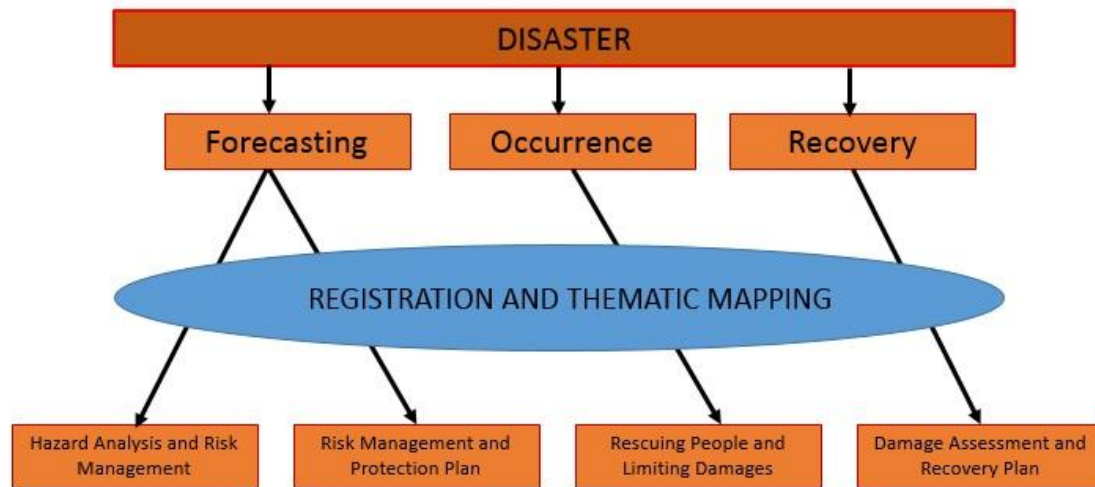 DISASTER
Forecasting
Occurrence
Recovery
REGISTRATION AND THEMATIC MAPPING
Hazard Analysis and Risk
Management
Risk Management and
Protection Plan
Rescuing People and
Limiting Damages
Damage Assessment and
Recovery Plan